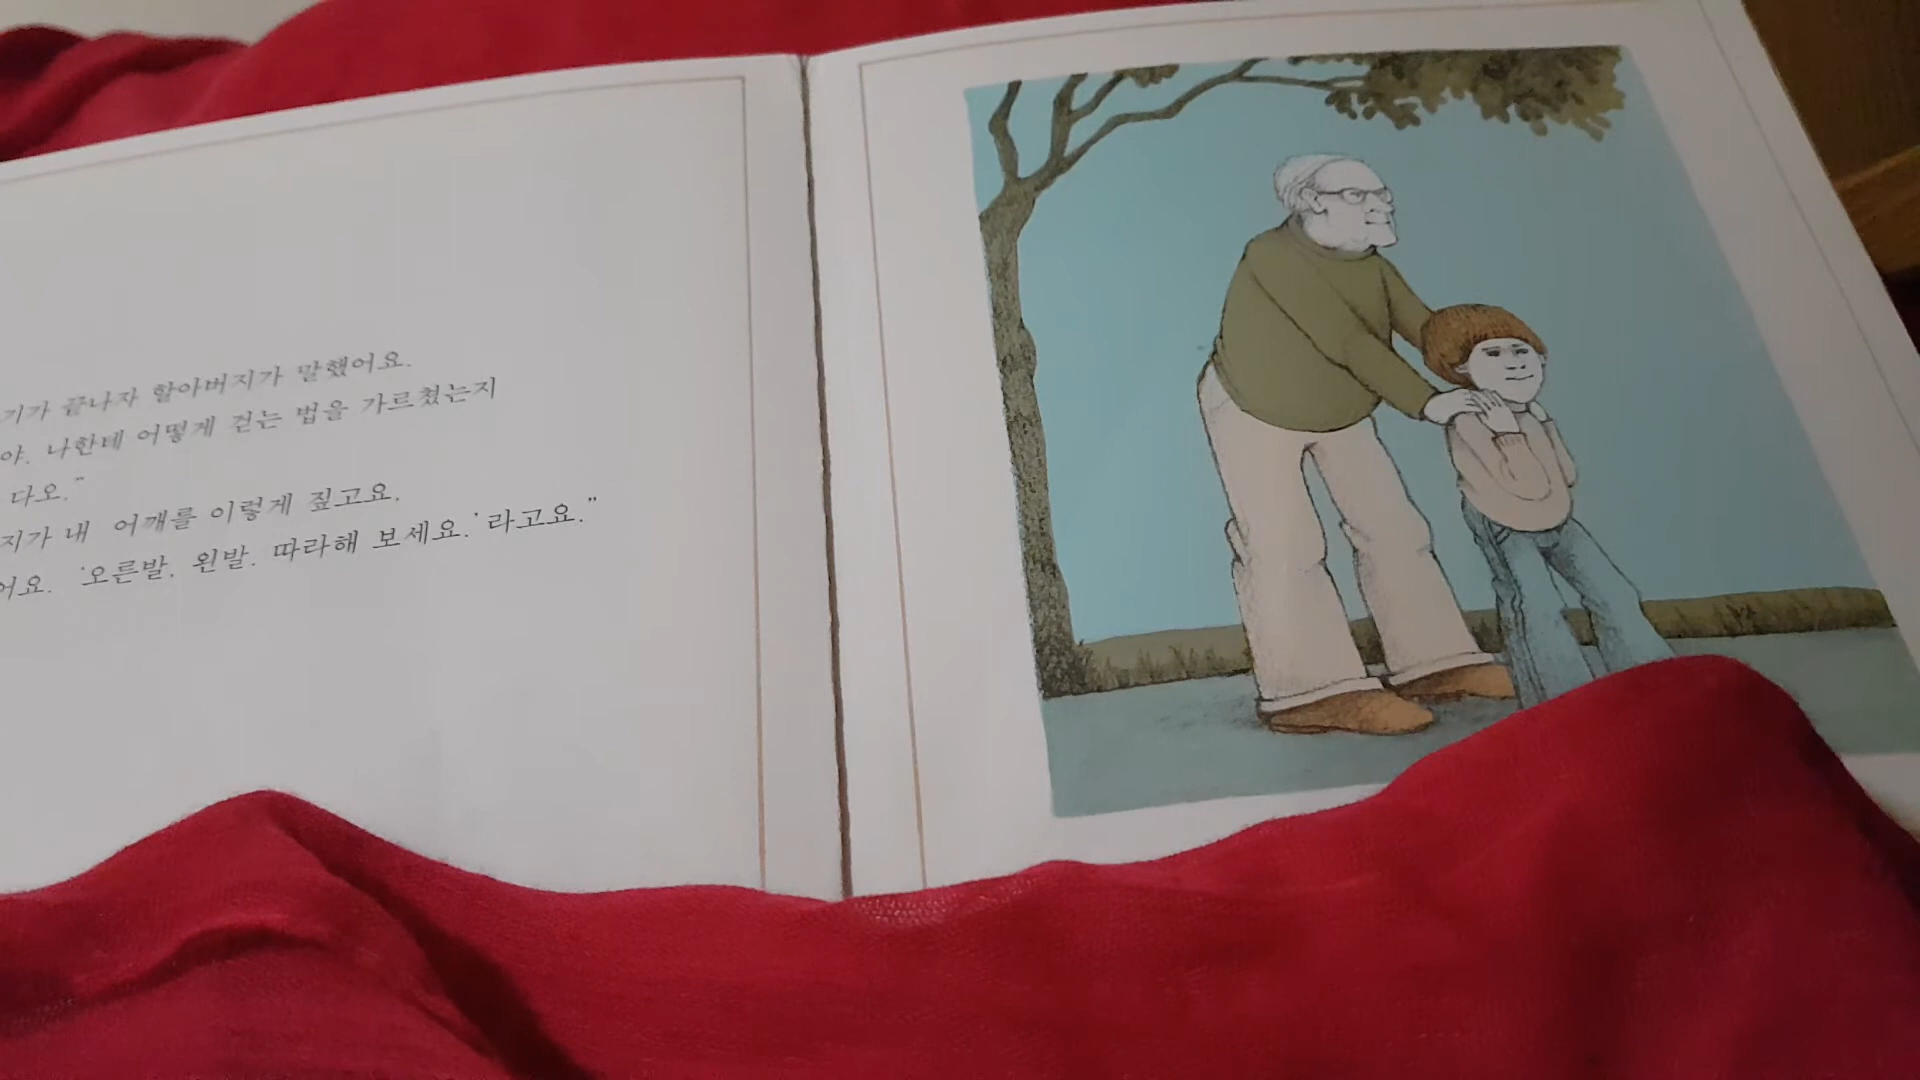 기가 끝나자 할아버지가 말했어요.
야. 나한테 어떻게 걷는 법을 가르쳤는지
다오."
지가 내 어깨를 이렇게 짚고요.
어요. '오른발, 왼발. 따라해 보세요.' 라고요."